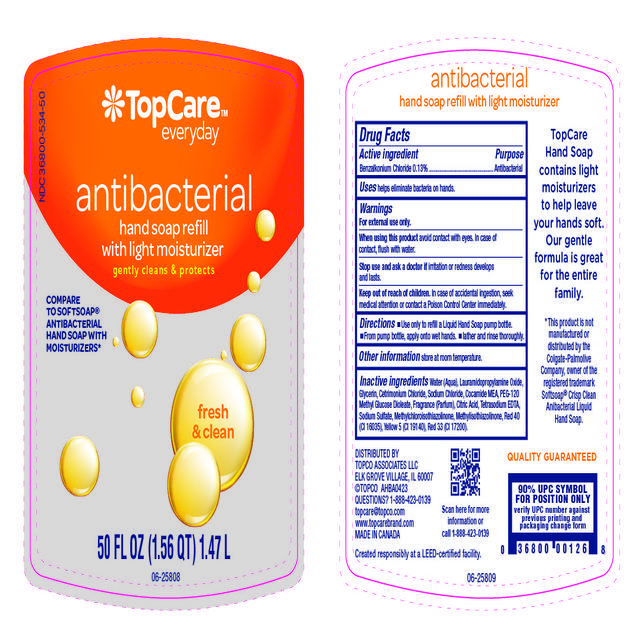 NDC 36800-534-50
TopCare™
everyday
antibacterial
hand soap refill
with light moisturizer
gently cleans & protects
COMPARE
TO SOFTSOAP®
ANTIBACTERIAL
HAND SOAP WITH
MOISTURIZERS*
fresh
& clean
50 FL OZ (1.56 QT) 1.47 L
06-25808
antibacterial
hand soap refill with light moisturizer
Drug Facts
Active ingredient Purpose
Benzalkonium Chloride 0.13% ........ Antibacterial
Uses helps eliminate bacteria on hands.
Warnings
For external use only.
When using this product avoid contact with eyes. In case of
contact, flush with water.
Stop use and ask a doctor if irritation or redness develops
and lasts.
Keep out of reach of children. In case of accidental ingestion, seek
medical attention or contact a Poison Control Center immediately.
Directions ▪ Use only to refill a Liquid Hand Soap pump bottle.
▪ From pump bottle, apply onto wet hands. ▪ lather and rinse thoroughly.
Other information store at room temperature.
Inactive ingredients Water (Aqua), Lauramidopropylamine Oxide,
Glycerin, Cetrimonium Chloride, Sodium Chloride, Cocamide MEA, PEG-120
Methyl Glucose Dioleate, Fragrance (Parfum), Citric Acid, Tetrasodium EDTA,
Sodium Sulfate, Methylchloroisothiazolinone, Methylisothiazolinone, Red 40
(CI 16035), Yellow 5 (CI 19140), Red 33 (CI 17200).
TopCare
Hand Soap
contains light
moisturizers
to help leave
your hands soft.
Our gentle
formula is great
for the entire
family.
*This product is not
manufactured or
distributed by the
Colgate-Palmolive
Company, owner of the
registered trademark
Softsoap® Crisp Clean
Anibacterial Liquid
Hand Soap.
DISTRIBUTED BY
TOPCO ASSOCIATES LLC
ELK GROVE VILLAGE, IL 60007
©TOPCO AHBA0423
QUESTIONS? 1-888-423-0139
topcare@topco.com
www.topcarebrand.com
MADE IN CANADA
Scan here for more
information or
call 1-888-423-0139
Created responsibly at a LEED-certified facility.
QUALITY GUARANTEED
90% UPC SYMBOL
FOR POSITION ONLY
verify UPC number against
previous printing and
packaging change form
0 36800 00126 8
06-25809